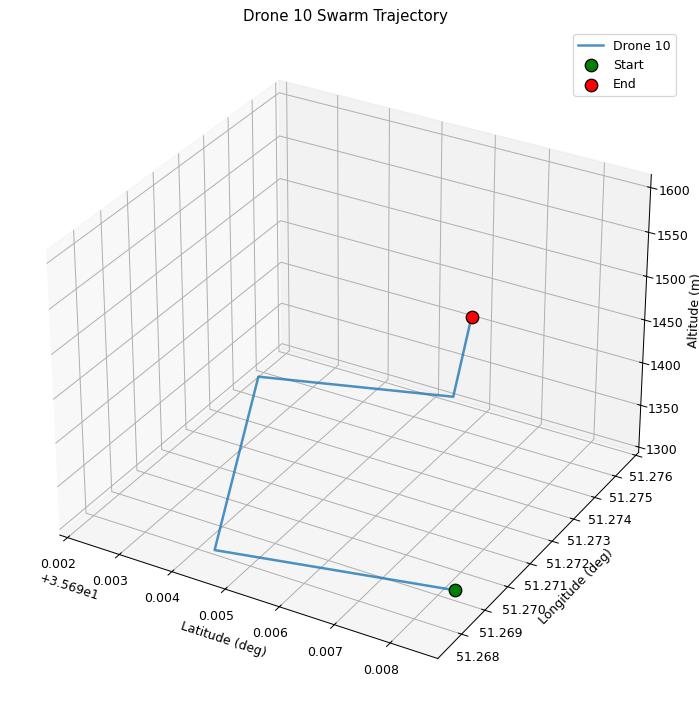 Drone 10 Swarm Trajectory
Drone 10
Start
End
1600
1550
1500
1450
1400
1350
1300
Altitude (m)
51.276
51.275
51.274
51.273
51.272
51.271
51.270
51.269
51.268
Longitude (deg)
0.002
0.003
0.004
0.005
0.006
0.007
0.008
+3.569e1
Latitude (deg)